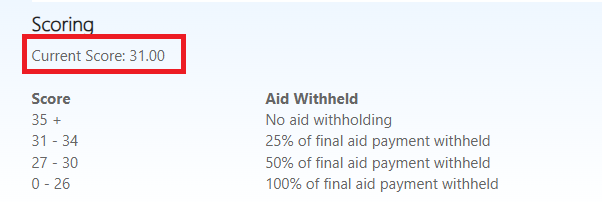 Scoring
Current Score: 31.00
Score Aid Withheld
35 + No aid withholding
31 - 34 25% of final aid payment withheld
27 - 30 50% of final aid payment withheld
0 - 26 100% of final aid payment withheld